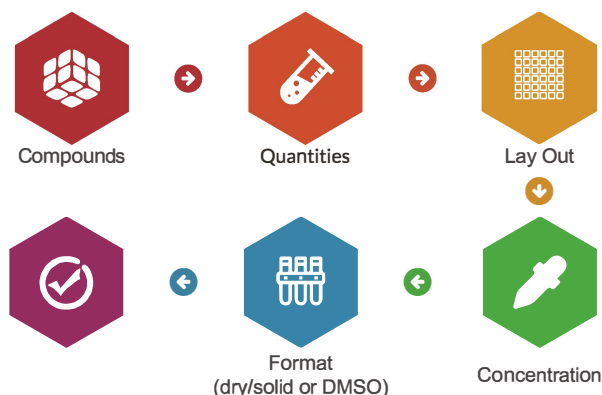 Compounds
Quantities
Lay Out
Concentration
Format
(dry/solid or DMSO)